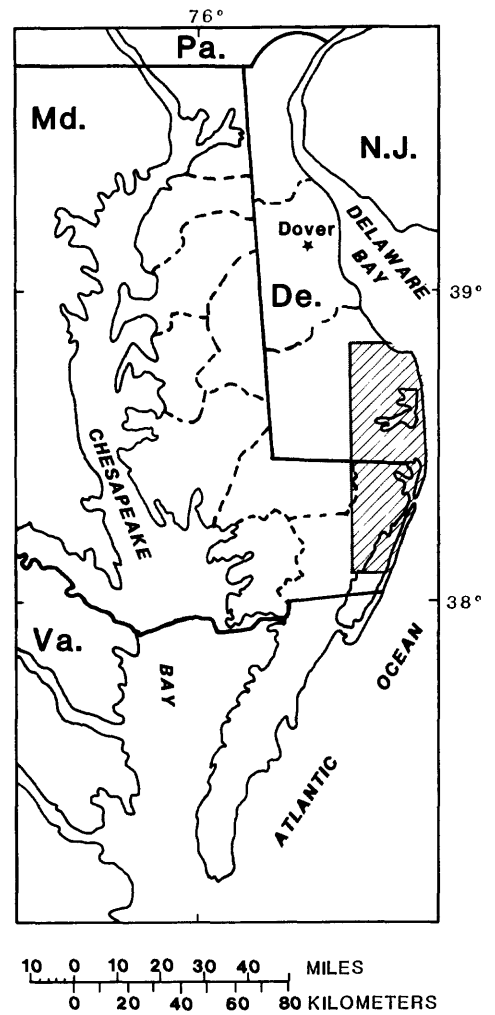 76°
Pa.
Md.
N.J.
Dover
DELAWARE
BAY
De.
39°
CHESAPEAKE
38°
Va.
BAY
OCEAN
ATLANTIC
10 0 10 20 30 40 MILES
0 20 40 60 80 KILOMETERS